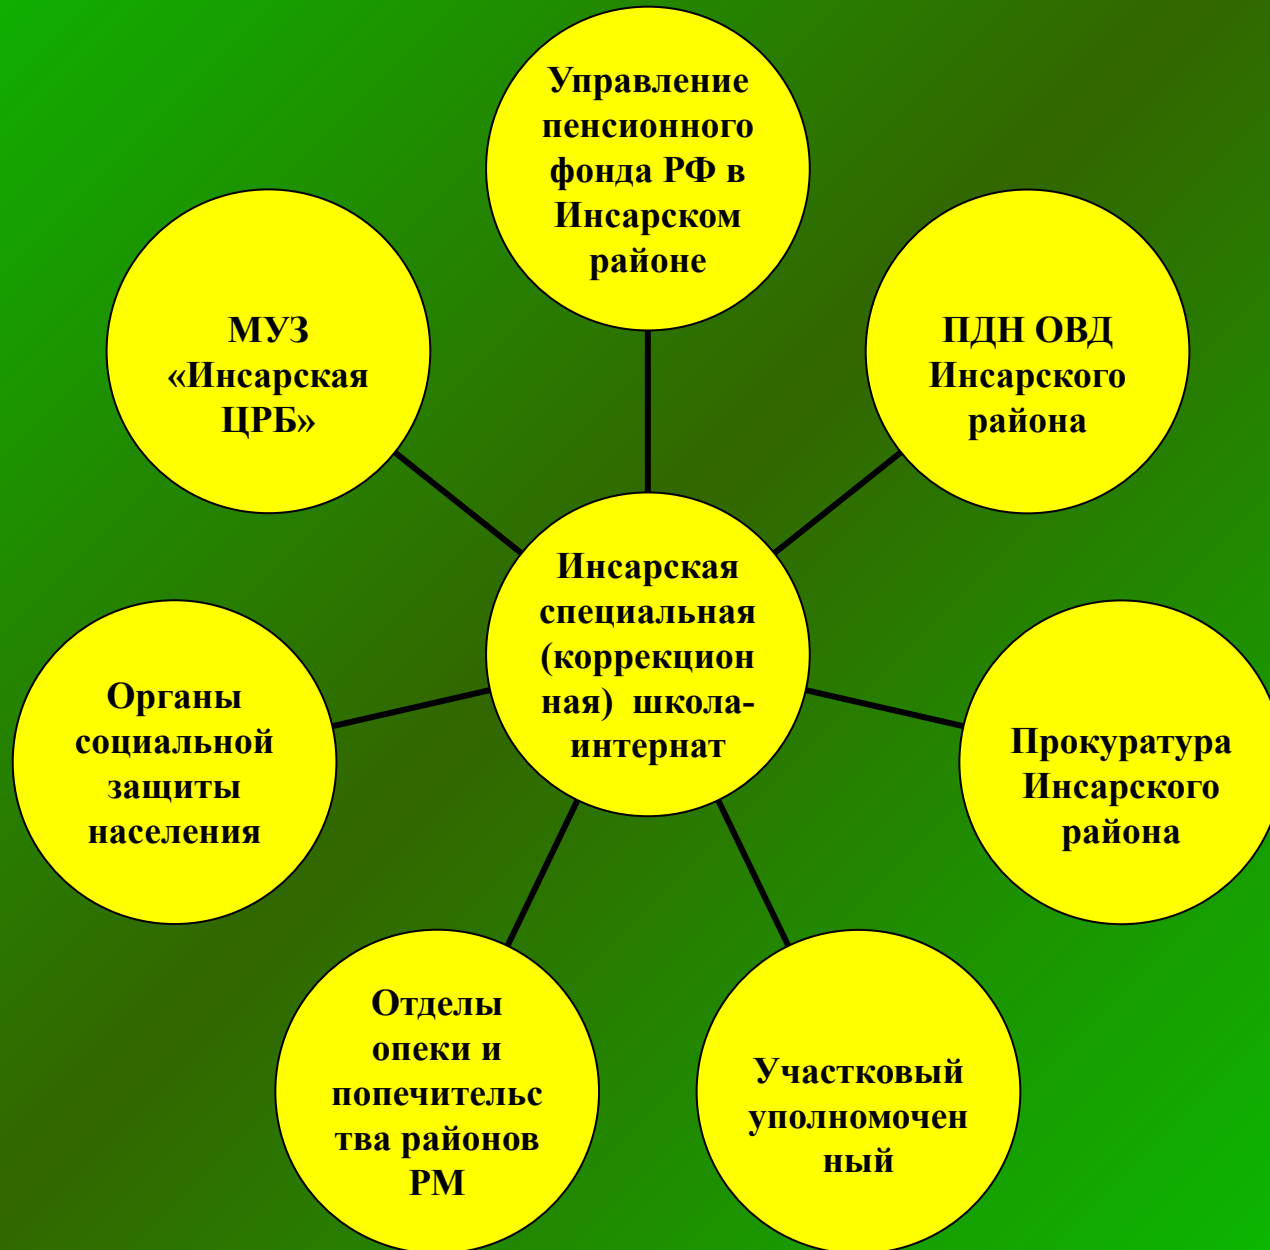 Управление
пенсионного
фонда РФ в
Инсарском
районе
МУЗ
«Инсарская
ЦРБ»
ПДН ОВД
Инсарского
района
Инсарская
специальная
(коррекцион
ная) школа-
интернат
Органы
социальной
защиты
населения
Прокуратура
Инсарского
района
Отделы
опеки и
попечительс
тва районов
РМ
Участковый
уполномочен
ный